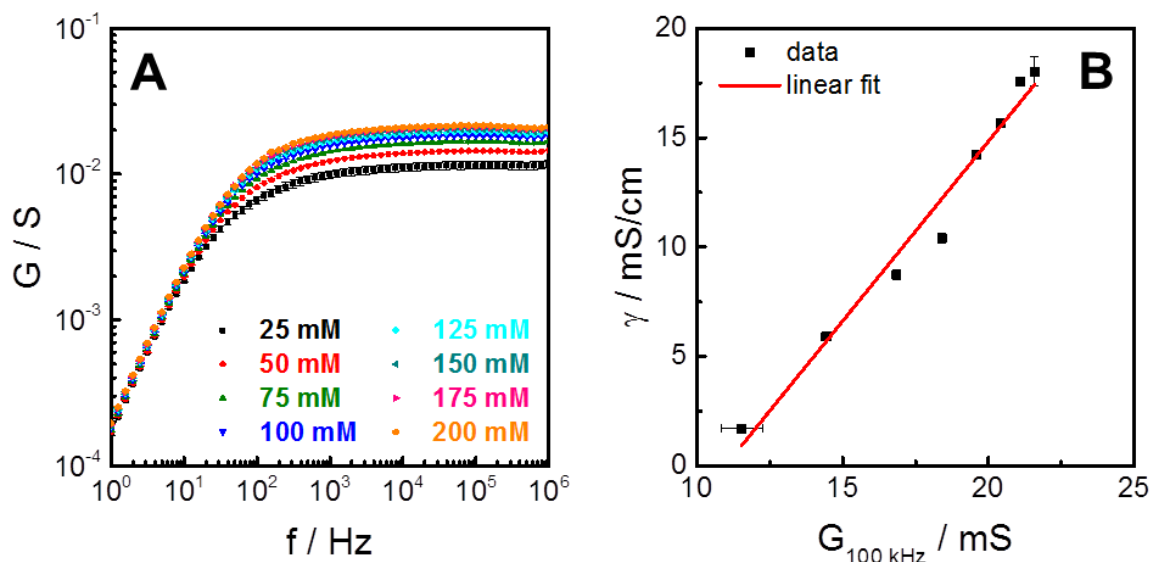 A
G / S
10⁻¹
10⁻²
10⁻³
10⁻⁴
25 mM
50 mM
75 mM
100 mM
125 mM
150 mM
175 mM
200 mM
10⁰ 10¹ 10² 10³ 10⁴ 10⁵ 10⁶
f / Hz
B
data
linear fit
γ / mS/cm
20
15
10
5
0
10 15 20 25
G₁₀₀ ₖHz / mS